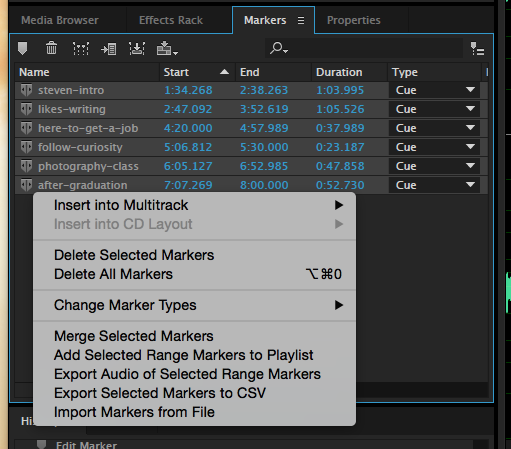 Media Browser Effects Rack Markers Properties
Name Start End Duration Type
steven-intro 1:34.268 2:38.263 1:03.995 Cue
likes-writing 2:47.092 3:52.619 1:05.526 Cue
here-to-get-a-job 4:20.000 4:57.989 0:37.989 Cue
follow-curiosity 5:06.812 5:30.000 0:23.187 Cue
photography-class 6:05.127 6:52.985 0:47.858 Cue
after-graduation 7:07.269 8:00.000 0:52.730 Cue
Insert into Multitrack
Insert into CD Layout
Delete Selected Markers
Delete All Markers ⌥⌘0
Change Marker Types
Merge Selected Markers
Add Selected Range Markers to Playlist
Export Audio of Selected Range Markers
Export Selected Markers to CSV
Import Markers from File
Edit Marker